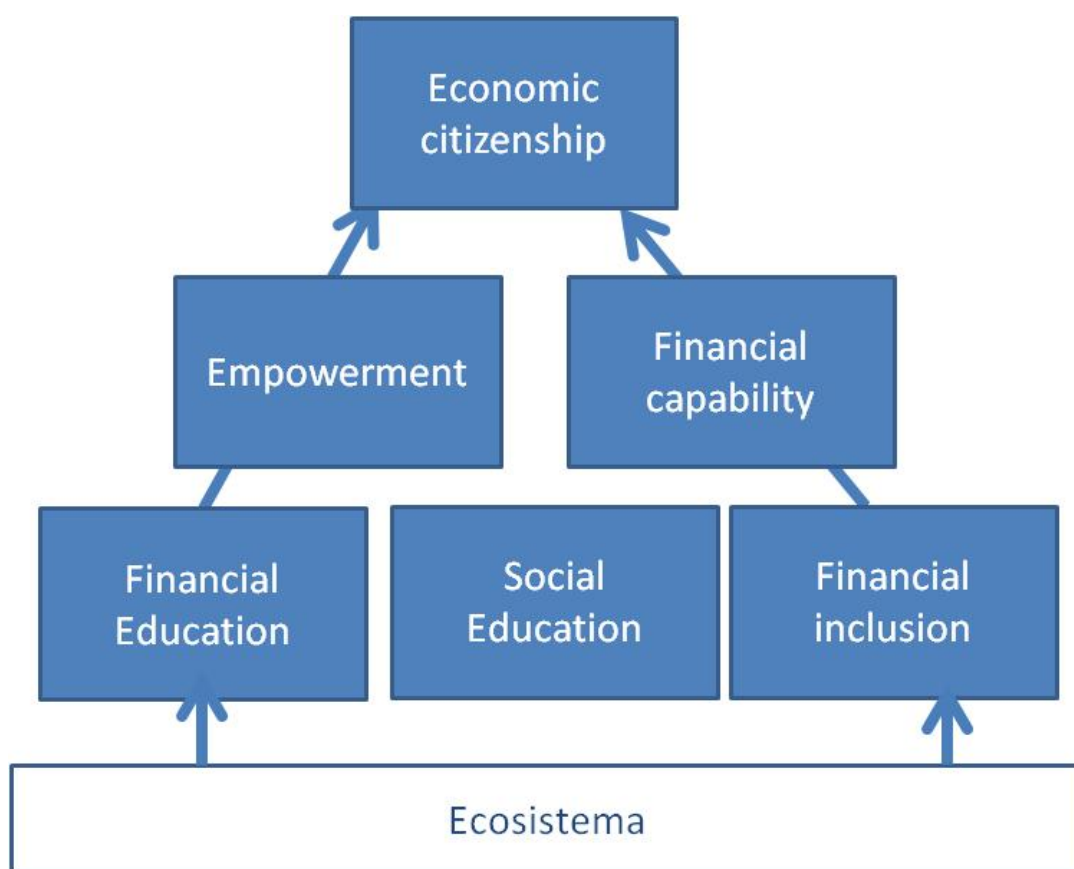 Economic
citizenship
Empowerment
Financial
capability
Financial
Education
Social
Education
Financial
inclusion
Ecosistema